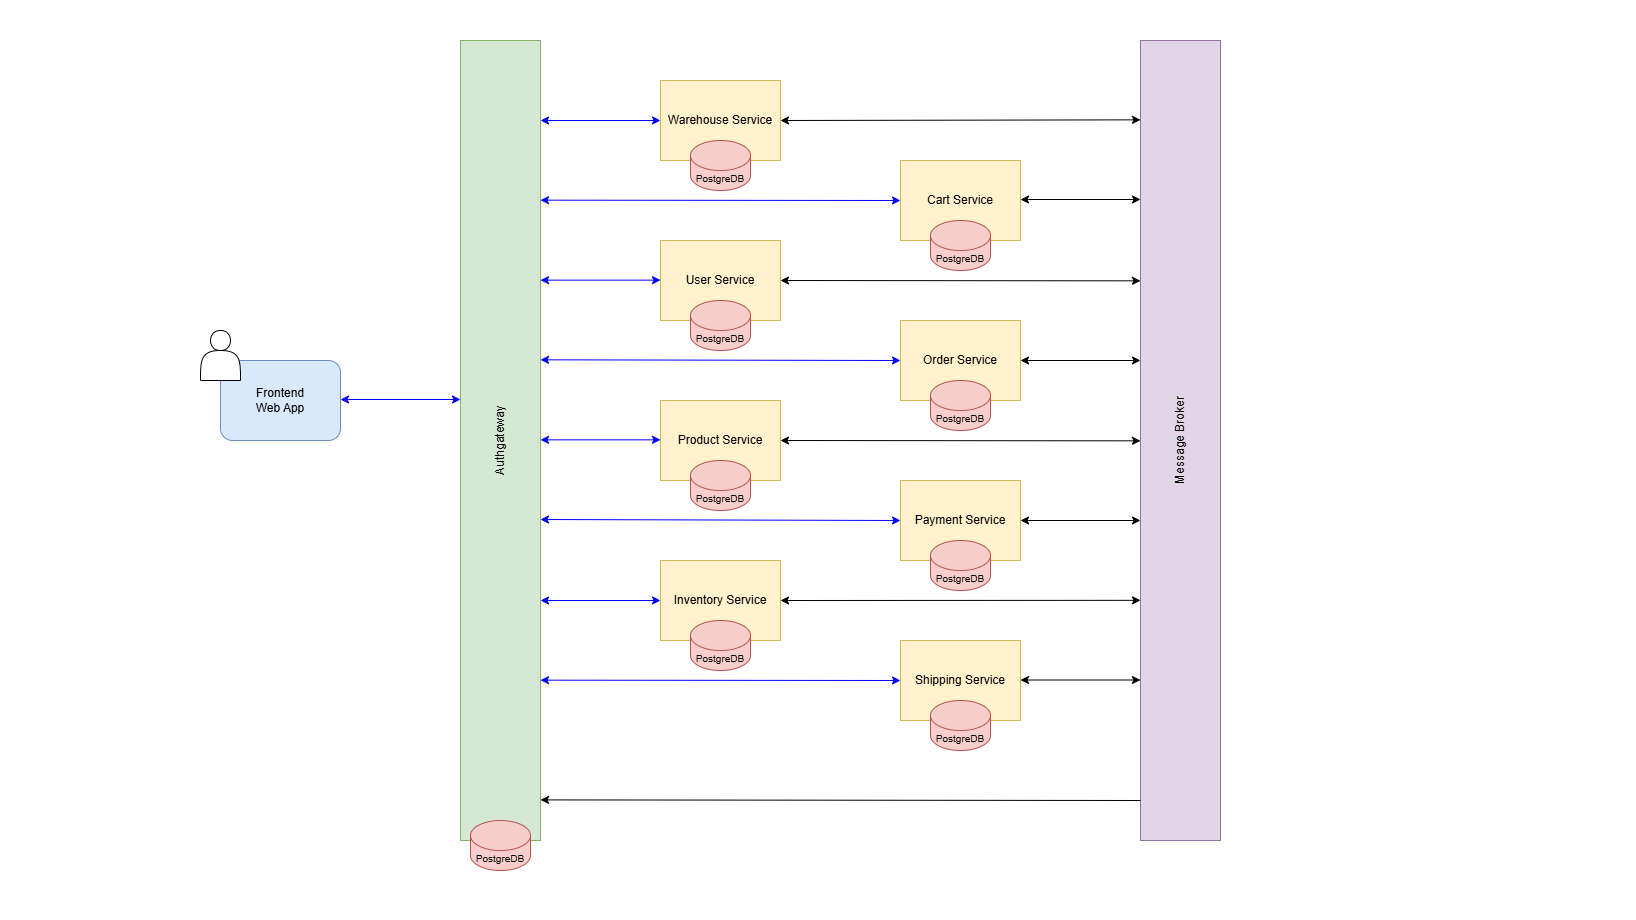 Warehouse Service
PostgreDB
Cart Service
PostgreDB
User Service
PostgreDB
Order Service
PostgreDB
Frontend
Web App
Authgateway
Message Broker
Product Service
PostgreDB
Payment Service
PostgreDB
Inventory Service
PostgreDB
Shipping Service
PostgreDB
PostgreDB